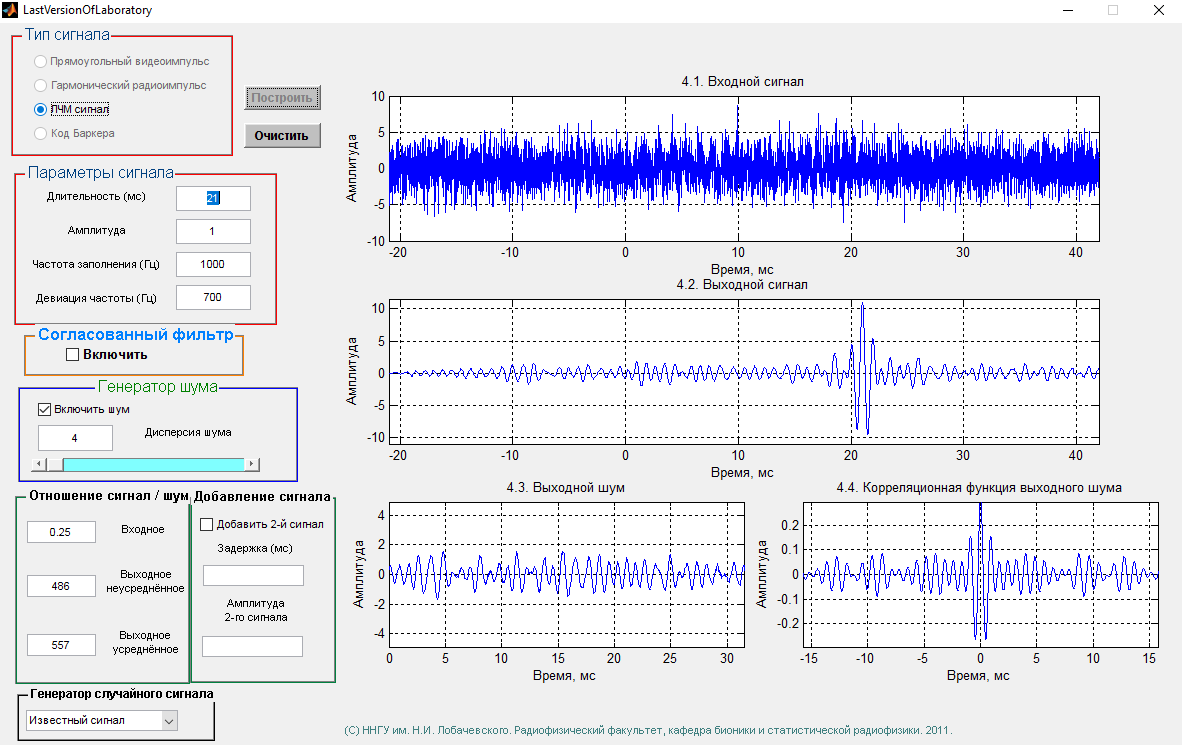 LastVersionOfLaboratory
Тип сигнала
Прямоугольный видеоимпульс
Гармонический радиоимпульс
ЛЧМ сигнал
Код Баркера
Построить
Очистить
Параметры сигнала
Длительность (мс)
21
Амплитуда
1
Частота заполнения (Гц)
1000
Девиация частоты (Гц)
700
Согласованный фильтр
Включить
Генератор шума
Включить шум
4
Дисперсия шума
Отношение сигнал / шум
0.25
Входное
486
Выходное
неусреднённое
557
Выходное
усреднённое
Добавление сигнала
Добавить 2-й сигнал
Задержка (мс)
Амплитуда
2-го сигнала
Генератор случайного сигнала
Известный сигнал
4.1. Входной сигнал
Амплитуда
10
5
0
-5
-10
-20 -10 0 10 20 30 40
Время, мс
4.2. Выходной сигнал
Амплитуда
10
5
0
-5
-10
-20 -10 0 10 20 30 40
Время, мс
4.3. Выходной шум
Амплитуда
4
2
0
-2
-4
0 5 10 15 20 25 30
Время, мс
4.4. Корреляционная функция выходного шума
Амплитуда
0.2
0.1
0
-0.1
-0.2
-15 -10 -5 0 5 10 15
Время, мс
(С) ННГУ им. Н.И. Лобачевского. Радиофизический факультет, кафедра бионики и статистической радиофизики. 2011.